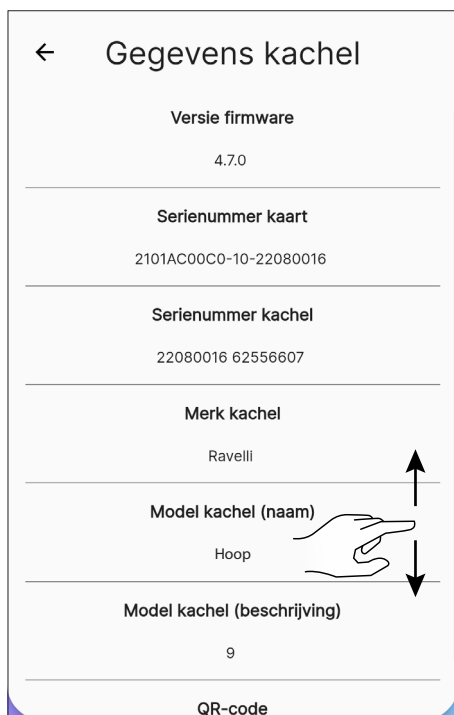 Gegevens kachel
Versie firmware
4.7.0
Serienummer kaart
2101AC00C0-10-22080016
Serienummer kachel
22080016 62556607
Merk kachel
Ravelli
Model kachel (naam)
Hoop
Model kachel (beschrijving)
9
QR-code